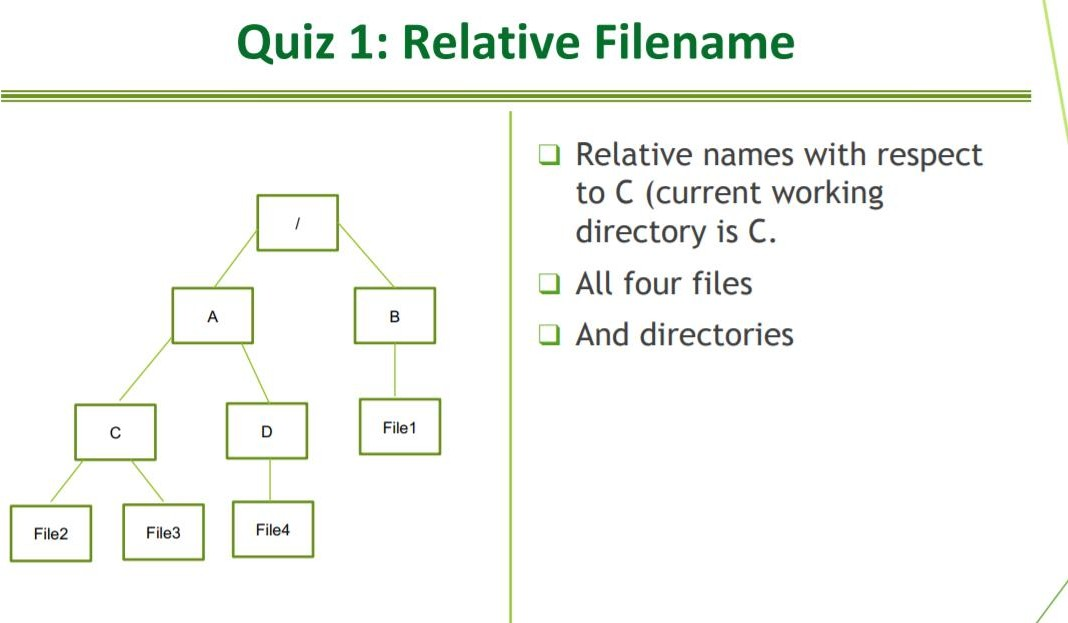 Quiz 1: Relative Filename
/
A
B
C
D
File1
File2
File3
File4
Relative names with respect
to C (current working
directory is C.
All four files
And directories